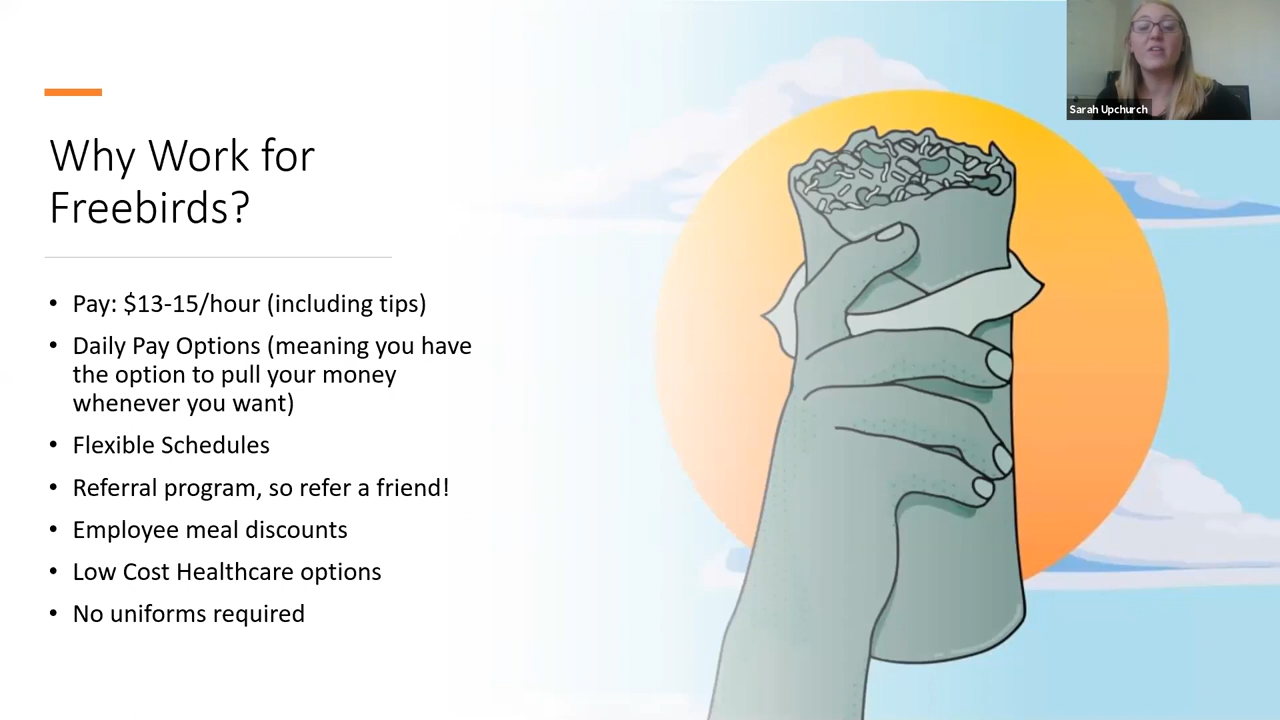 Sarah Upchurch
Why Work for
Freebirds?
• Pay: $13-15/hour (including tips)
• Daily Pay Options (meaning you have
the option to pull your money
whenever you want)
• Flexible Schedules
• Referral program, so refer a friend!
• Employee meal discounts
• Low Cost Healthcare options
• No uniforms required